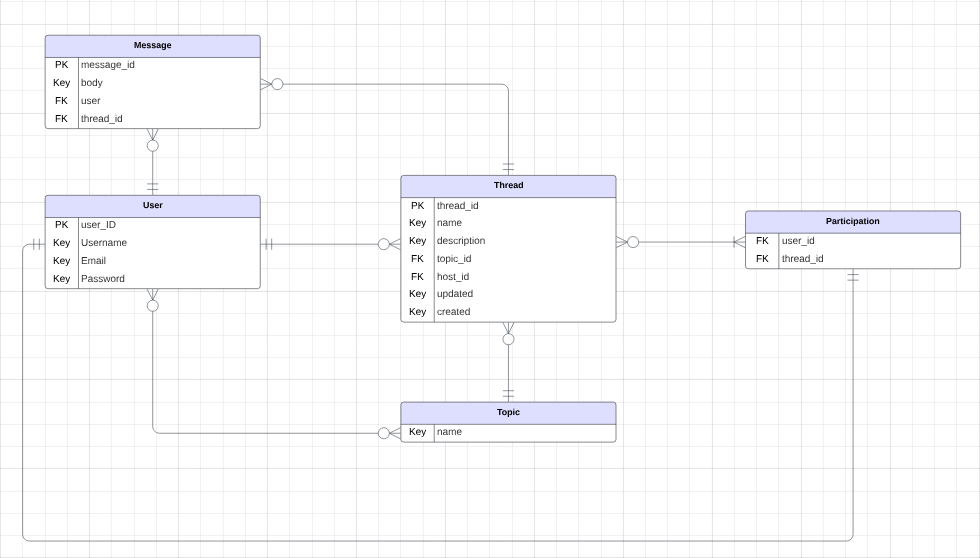 Message
PK message_id
Key body
FK user
FK thread_id
User
PK user_ID
Key Username
Key Email
Key Password
Thread
PK thread_id
Key name
Key description
FK topic_id
FK host_id
Key updated
Key created
Participation
FK user_id
FK thread_id
Topic
Key name